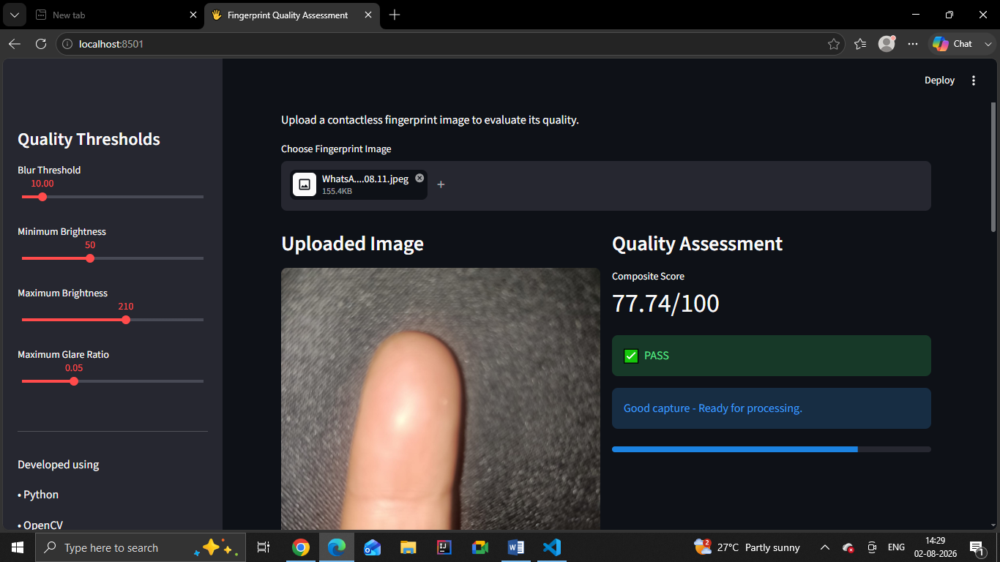 New tab
Fingerprint Quality Assessment
localhost:8501
Chat
Deploy
Quality Thresholds
Blur Threshold
10.00
Minimum Brightness
50
Maximum Brightness
210
Maximum Glare Ratio
0.05
Developed using
• Python
• OpenCV
Upload a contactless fingerprint image to evaluate its quality.
Choose Fingerprint Image
WhatsA....08.11.jpeg
155.4KB
Uploaded Image
Quality Assessment
Composite Score
77.74/100
PASS
Good capture - Ready for processing.
Type here to search
2
27°C Partly sunny
ENG
14:29
02-08-2026
1